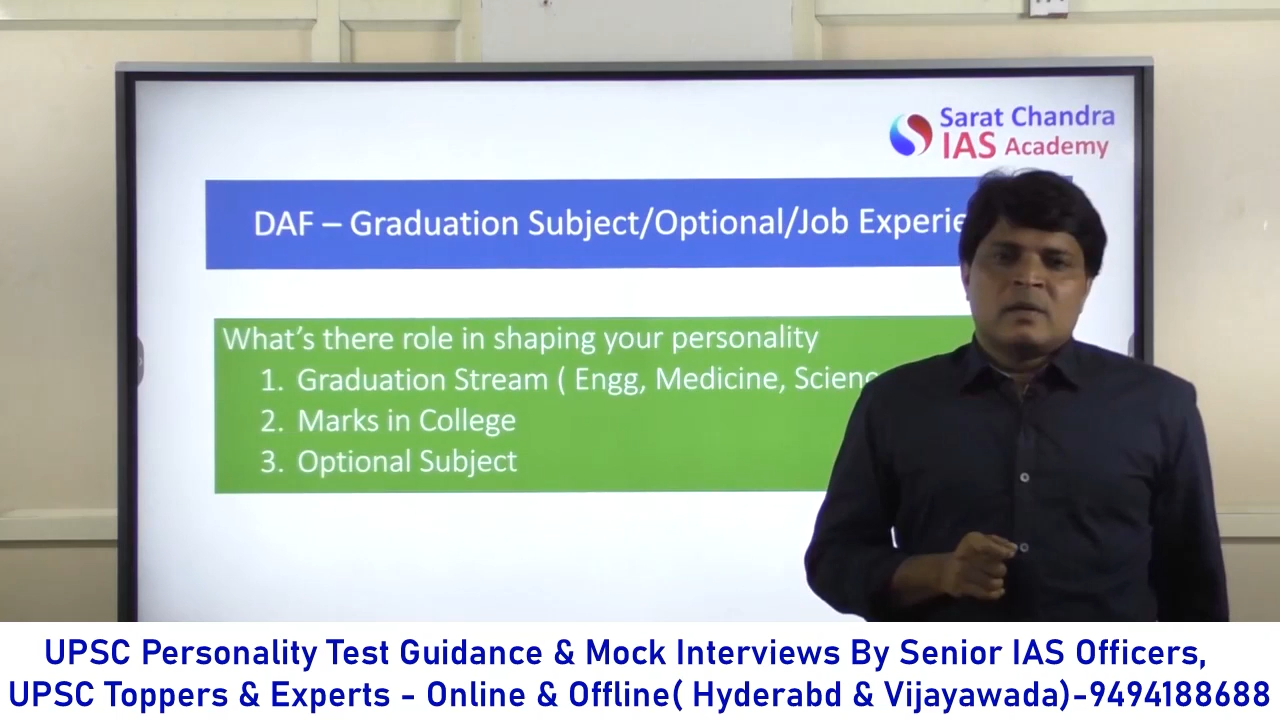 Sarat Chandra
IAS Academy
DAF – Graduation Subject/Optional/Job
What's there role in shaping your personality
1. Graduation Stream ( Engg, Medicine,
2. Marks in College
3. Optional Subject
UPSC Personality Test Guidance & Mock Interviews By Senior IAS Officers,
UPSC Toppers & Experts - Online & Offline( Hyderabd & Vijayawada)-9494188688